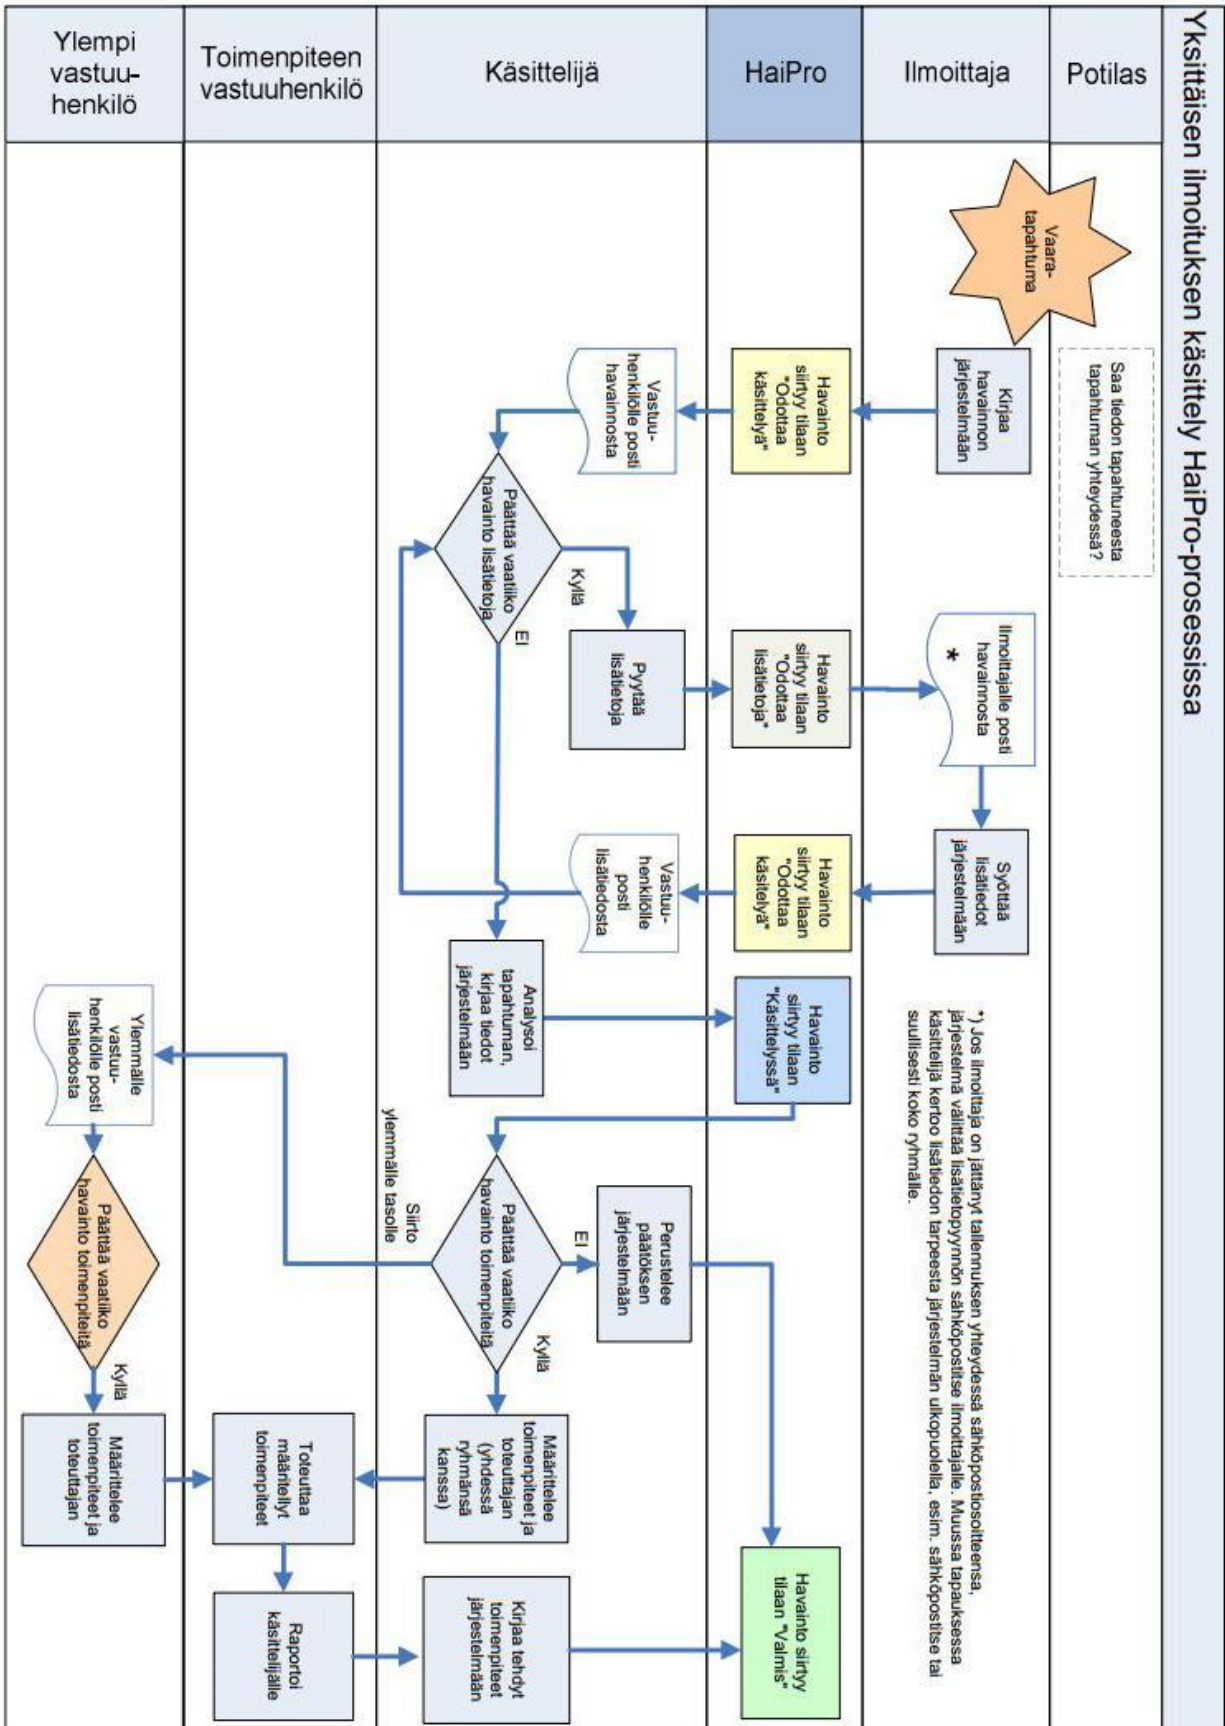 Yksittäisen ilmoituksen käsittely HaiPro-prosessissa
Potilas
Ilmoittaja
HaiPro
Käsittelijä
Toimenpiteen
vastuuhenkilö
Ylempi
vastuu-
henkilö
Vaara-
tapahtuma
Saa tiedon tapahtuneesta
tapahtuman yhteydessä?
Kirjaa
havainnon
järjestelmään
Havainto
siirtyy tilaan
"Odottaa
käsittelyä"
Vastuu-
henkilölle posti
havainnosta
Päättää vaatiiko
havainto lisätietoja
Kyllä
EI
Pyytää
lisätietoja
Havainto
siirtyy tilaan
"Odottaa
lisätietoja"
Ilmoittajalle posti
havainnosta
*
Syöttää
lisätiedot
järjestelmään
Havainto
siirtyy tilaan
"Odottaa
käsitelyä"
Vastuu-
henkilölle
posti
lisätiedosta
Analysoi
tapahtuman,
kirjaa tiedot
järjestelmään
Havainto
siirtyy tilaan
"Käsittelyssä"
*) Jos ilmoittaja on jättänyt tallennuksen yhteydessä sähköpostiosoitteensa,
järjestelmä välittää lisätietopyynnön sähköpostitse ilmoittajalle. Muussa tapauksessa
käsittelijä kertoo lisätiedon tarpeesta järjestelmän ulkopuolella, esim. sähköpostitse tai
suullisesti koko ryhmälle.
Päättää vaatiiko
havainto toimenpiteitä
EI
Kyllä
Siirto
ylemmälle tasolle
Perustelee
päätöksen
järjestelmään
Ylemmälle
vastuu-
henkilölle posti
lisätiedosta
Päättää vaatiiko
havainto toimenpiteitä
Kyllä
Määrittelee
toimenpiteet ja
toteuttajan
Määrittelee
toimenpiteet ja
toteuttajan
(yhdessä
ryhmänsä
kanssa)
Toteuttaa
määritellyt
toimenpiteet
Raportoi
käsittelijälle
Kirjaa tehdyt
toimenpiteet
järjestelmään
Havainto siirtyy
tilaan "Valmis"